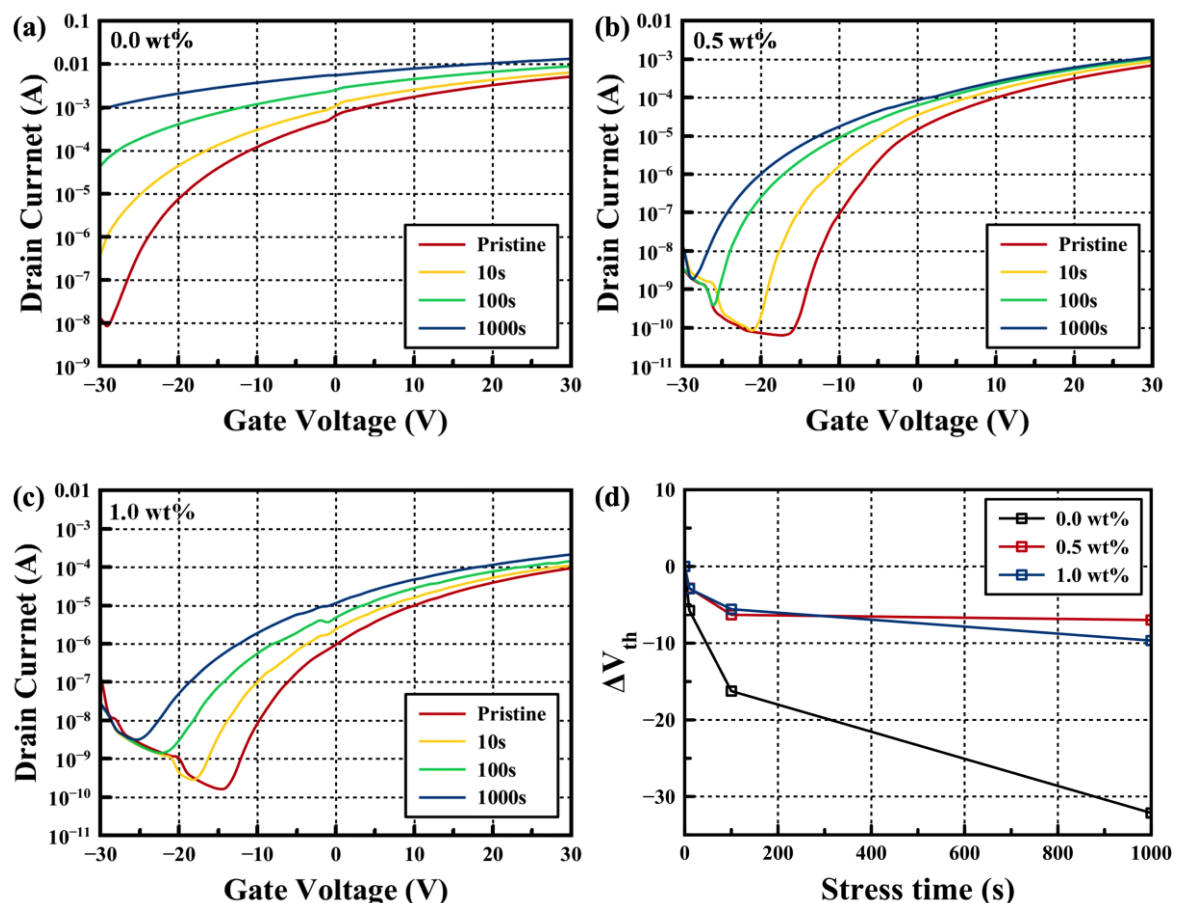 (a)
0.0 wt%
0.1
0.01
10⁻³
10⁻⁴
10⁻⁵
10⁻⁶
10⁻⁷
10⁻⁸
10⁻⁹
Drain Currnet (A)
Pristine
10s
100s
1000s
−30 −20 −10 0 10 20 30
Gate Voltage (V)
(b)
0.5 wt%
0.01
10⁻³
10⁻⁴
10⁻⁵
10⁻⁶
10⁻⁷
10⁻⁸
10⁻⁹
10⁻¹⁰
10⁻¹¹
Drain Currnet (A)
Pristine
10s
100s
1000s
−30 −20 −10 0 10 20 30
Gate Voltage (V)
(c)
1.0 wt%
0.01
10⁻³
10⁻⁴
10⁻⁵
10⁻⁶
10⁻⁷
10⁻⁸
10⁻⁹
10⁻¹⁰
10⁻¹¹
Drain Currnet (A)
Pristine
10s
100s
1000s
−30 −20 −10 0 10 20 30
Gate Voltage (V)
(d)
10
0
−10
−20
−30
ΔVth
0.0 wt%
0.5 wt%
1.0 wt%
0 200 400 600 800 1000
Stress time (s)